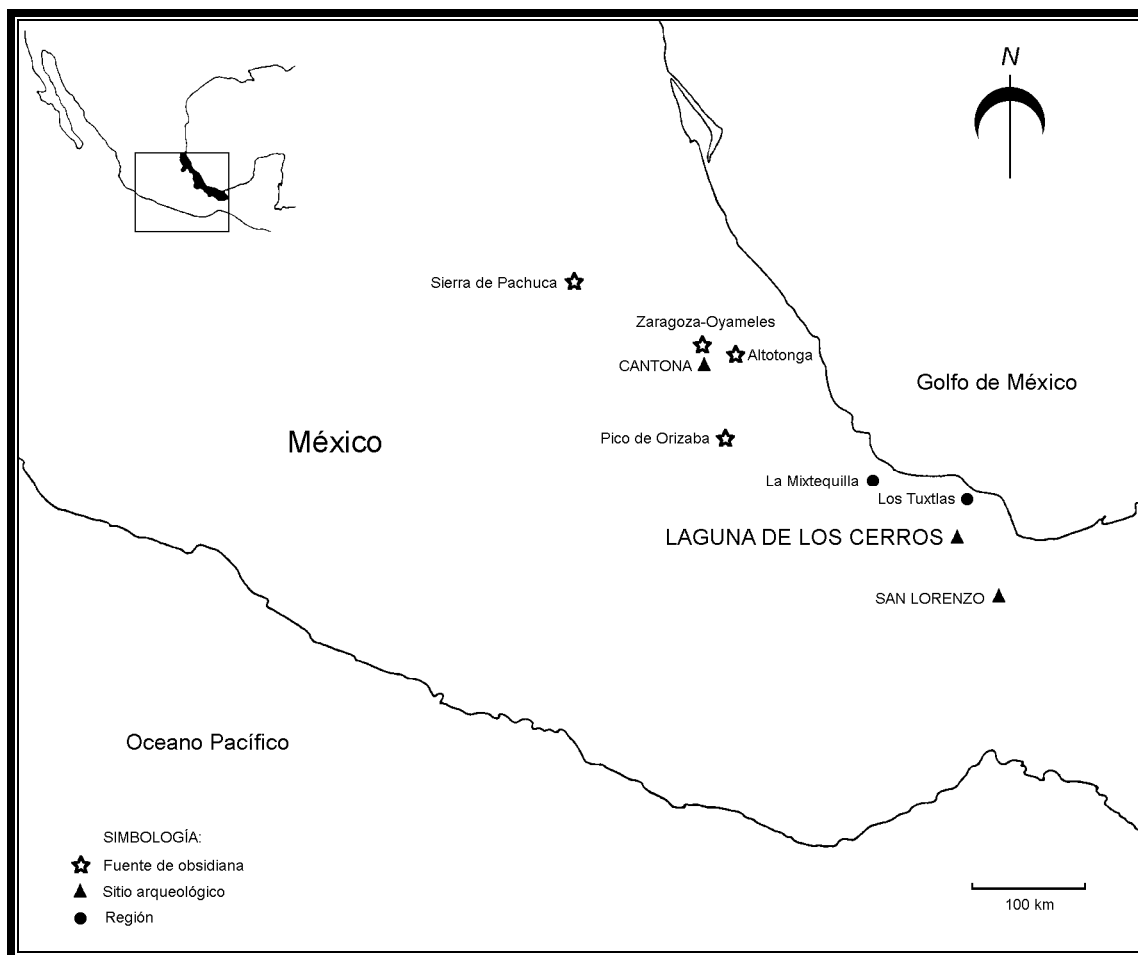 N
Sierra de Pachuca
Zaragoza-Oyameles
Altotonga
CANTONA
Golfo de México
México
Pico de Orizaba
La Mixtequilla
Los Tuxtlas
LAGUNA DE LOS CERROS
SAN LORENZO
Oceano Pacífico
SIMBOLOGÍA:
Fuente de obsidiana
Sitio arqueológico
Región
100 km